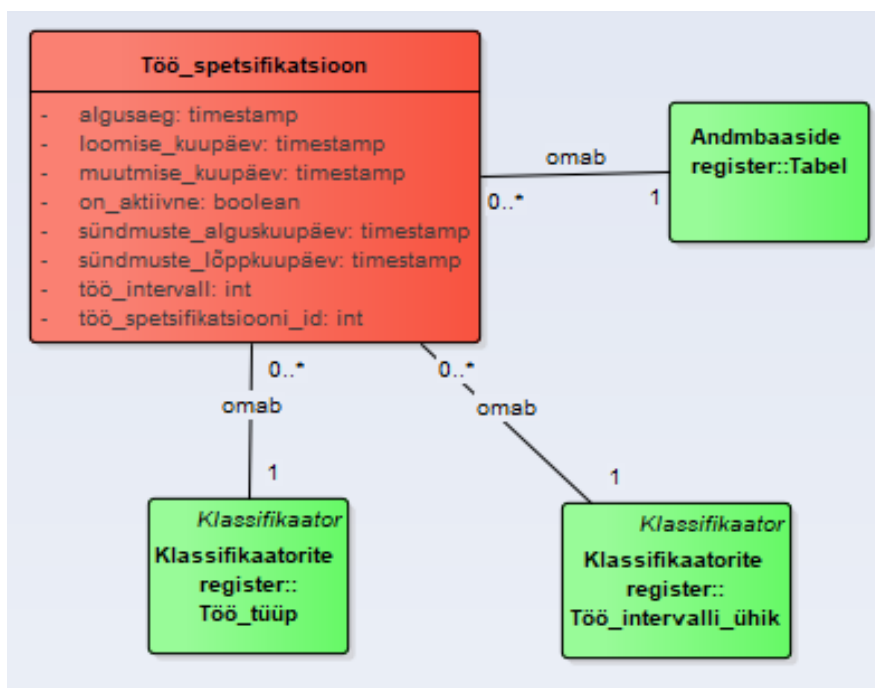 Töö_spetsifikatsioon
- algusaeg: timestamp
- loomise_kuupäev: timestamp
- muutmise_kuupäev: timestamp
- on_aktiivne: boolean
- sündmuste_alguskuupäev: timestamp
- sündmuste_lõppkuupäev: timestamp
- töö_intervall: int
- töö_spetsifikatsiooni_id: int
omab
0..*
1
Andmbaaside
register::Tabel
0..*
omab
1
0..*
omab
1
Klassifikaator
Klassifikaatorite
register::
Töö_tüüp
Klassifikaator
Klassifikaatorite
register::
Töö_intervalli_ühik